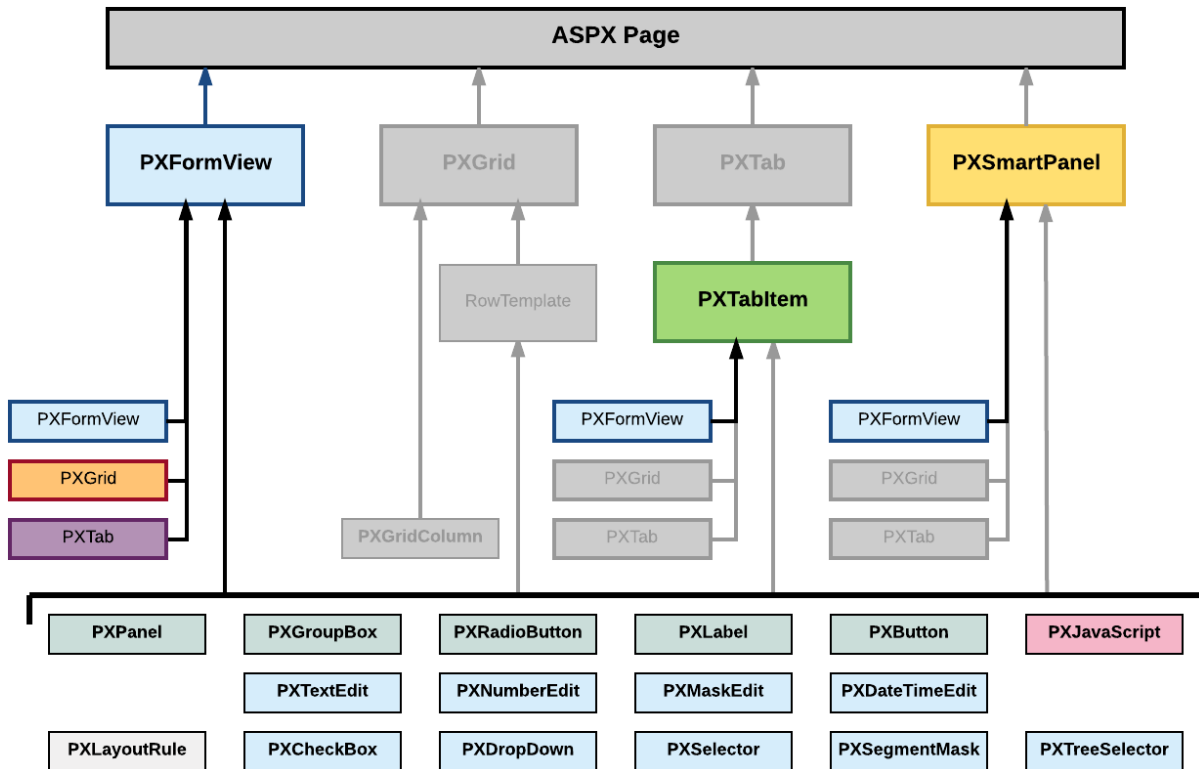 ASPX Page
PXFormView
PXGrid
PXTab
PXSmartPanel
RowTemplate
PXTabItem
PXFormView
PXFormView
PXFormView
PXGrid
PXGrid
PXGrid
PXTab
PXGridColumn
PXTab
PXTab
PXPanel
PXGroupBox
PXRadioButton
PXLabel
PXButton
PXJavaScript
PXTextEdit
PXNumberEdit
PXMaskEdit
PXDateTimeEdit
PXLayoutRule
PXCheckBox
PXDropDown
PXSelector
PXSegmentMask
PXTreeSelector